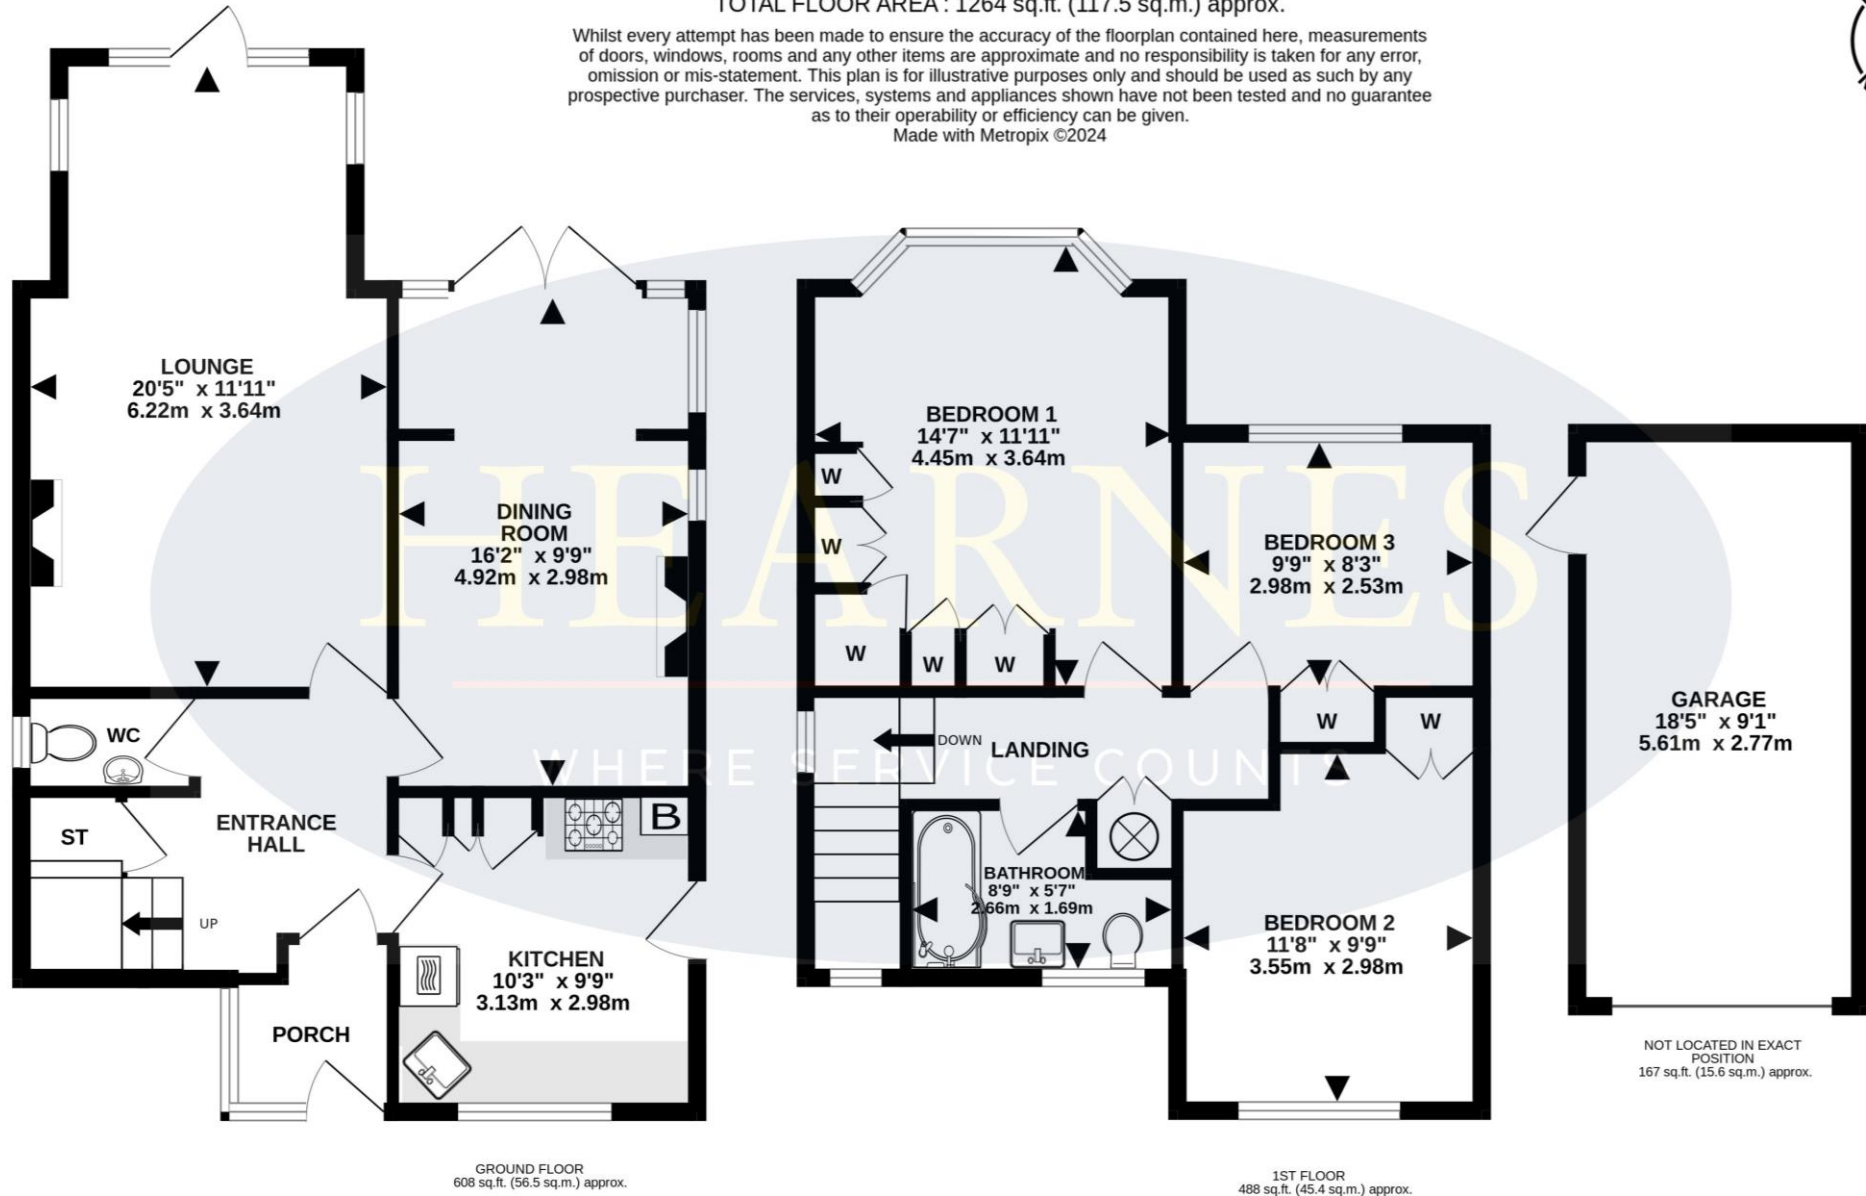 TOTAL FLOOR AREA : 1264 sq.ft. (117.5 sq.m.) approx.
Whilst every attempt has been made to ensure the accuracy of the floorplan contained here, measurements
of doors, windows, rooms and any other items are approximate and no responsibility is taken for any error,
omission or mis-statement. This plan is for illustrative purposes only and should be used as such by any
prospective purchaser. The services, systems and appliances shown have not been tested and no guarantee
as to their operability or efficiency can be given.
Made with Metropix ©2024
LOUNGE
20'5" x 11'11"
6.22m x 3.64m
DINING
ROOM
16'2" x 9'9"
4.92m x 2.98m
WC
ST
ENTRANCE
HALL
UP
B
KITCHEN
10'3" x 9'9"
3.13m x 2.98m
PORCH
GROUND FLOOR
608 sq.ft. (56.5 sq.m.) approx.
BEDROOM 1
14'7" x 11'11"
4.45m x 3.64m
W
W
W
W
W
BEDROOM 3
9'9" x 8'3"
2.98m x 2.53m
W
W
DOWN
LANDING
BATHROOM
8'9" x 5'7"
2.66m x 1.69m
BEDROOM 2
11'8" x 9'9"
3.55m x 2.98m
1ST FLOOR
488 sq.ft. (45.4 sq.m.) approx.
GARAGE
18'5" x 9'1"
5.61m x 2.77m
NOT LOCATED IN EXACT
POSITION
167 sq.ft. (15.6 sq.m.) approx.
HEARNES
WHERE SERVICE COUNTS